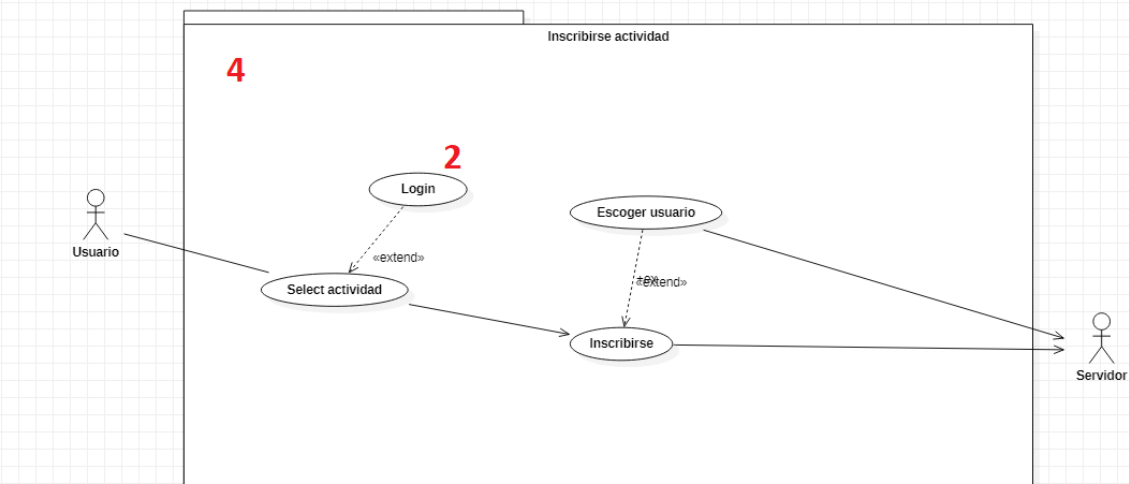 Inscribirse actividad
4
2
Login
Escoger usuario
Usuario
«extend»
Select actividad
«extend»
Inscribirse
Servidor